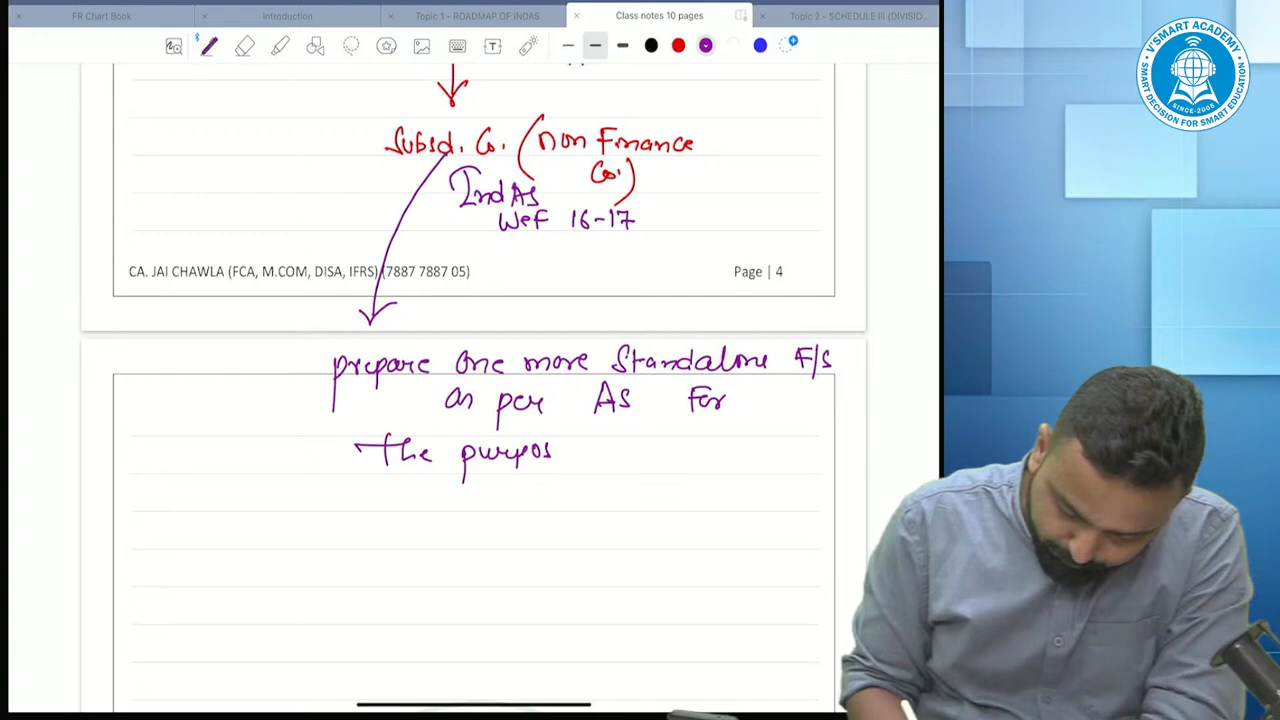 FR Chart Book
Introduction
Topic 1 - ROADMAP OF INDAS
Class notes 10 pages
Topic 2 - SCHEDULE III (DIVISIO...
V'SMART ACADEMY
SINCE-2005
SMART DECISION FOR SMART EDUCATION
Subsd. Co. (non Finance
Co.)
Ind AS
wef 16-17
CA. JAI CHAWLA (FCA, M.COM, DISA, IFRS) (7887 7887 05)
Page | 4
prepare one more Standalone F/S
as per AS For
The purpos